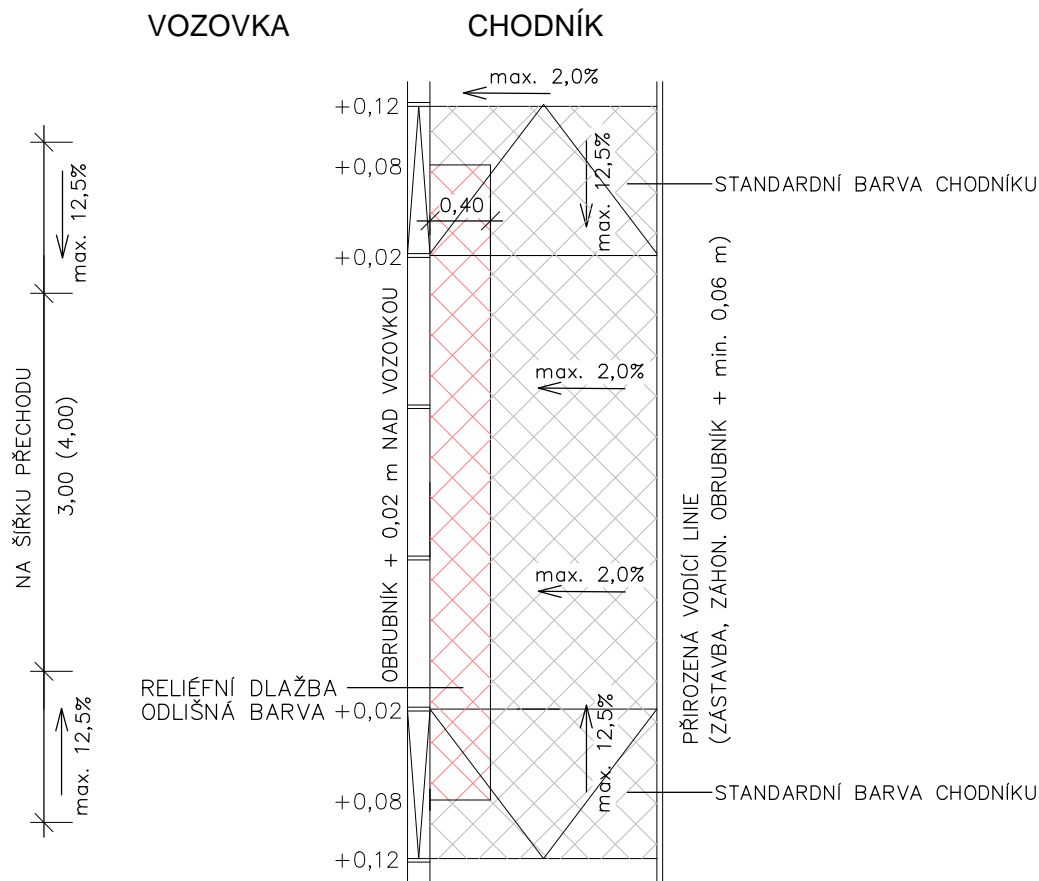 VOZOVKA
CHODNÍK
max. 2,0%
+0,12
+0,08
0,40
+0,02
max. 12,5%
max. 12,5%
STANDARDNÍ BARVA CHODNÍKU
NA ŠÍŘKU PŘECHODU
3,00 (4,00)
OBRUBNÍK + 0,02 m NAD VOZOVKOU
max. 2,0%
max. 2,0%
PŘIROZENÁ VODÍCÍ LINIE
(ZÁSTAVBA, ZÁHON. OBRUBNÍK + min. 0,06 m)
RELIÉFNÍ DLAŽBA
ODLIŠNÁ BARVA
+0,02
max. 12,5%
max. 12,5%
+0,08
STANDARDNÍ BARVA CHODNÍKU
+0,12